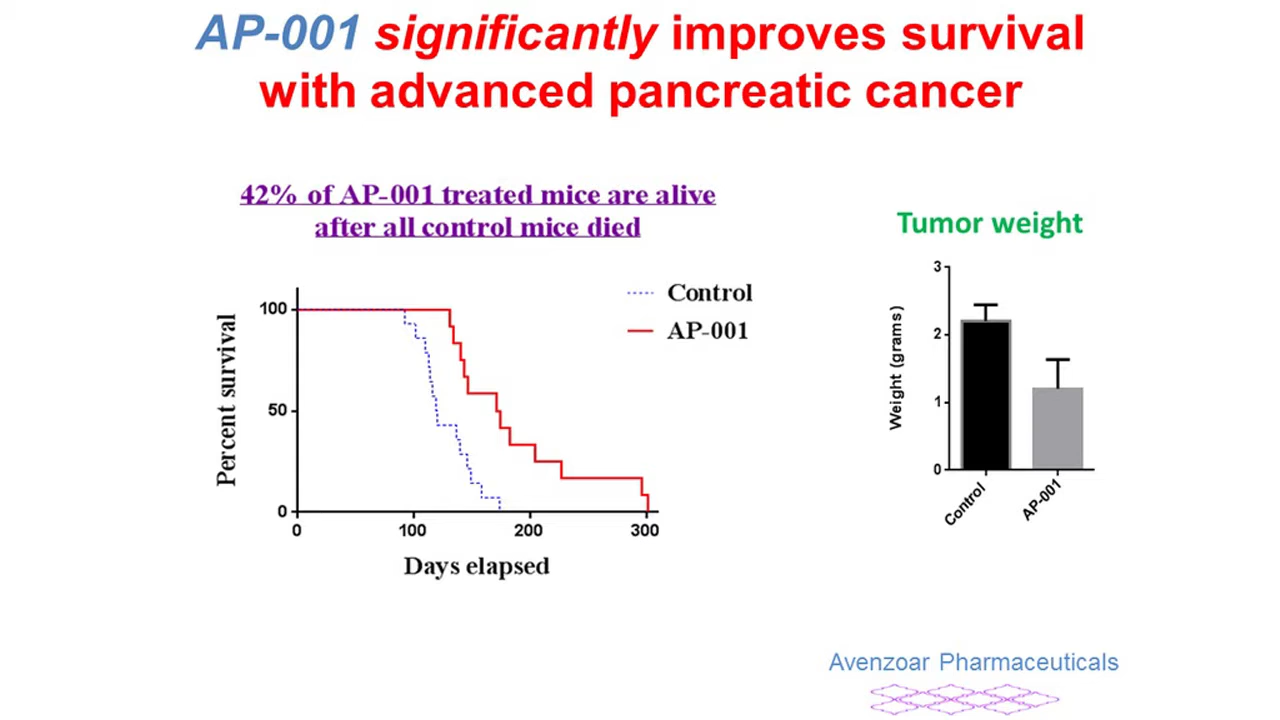 AP-001 significantly improves survival
with advanced pancreatic cancer
42% of AP-001 treated mice are alive
after all control mice died
Control
AP-001
Percent survival
100
50
0
0
100
200
300
Days elapsed
Tumor weight
Weight (grams)
3
2
1
0
Control
AP-001
Avenzoar Pharmaceuticals